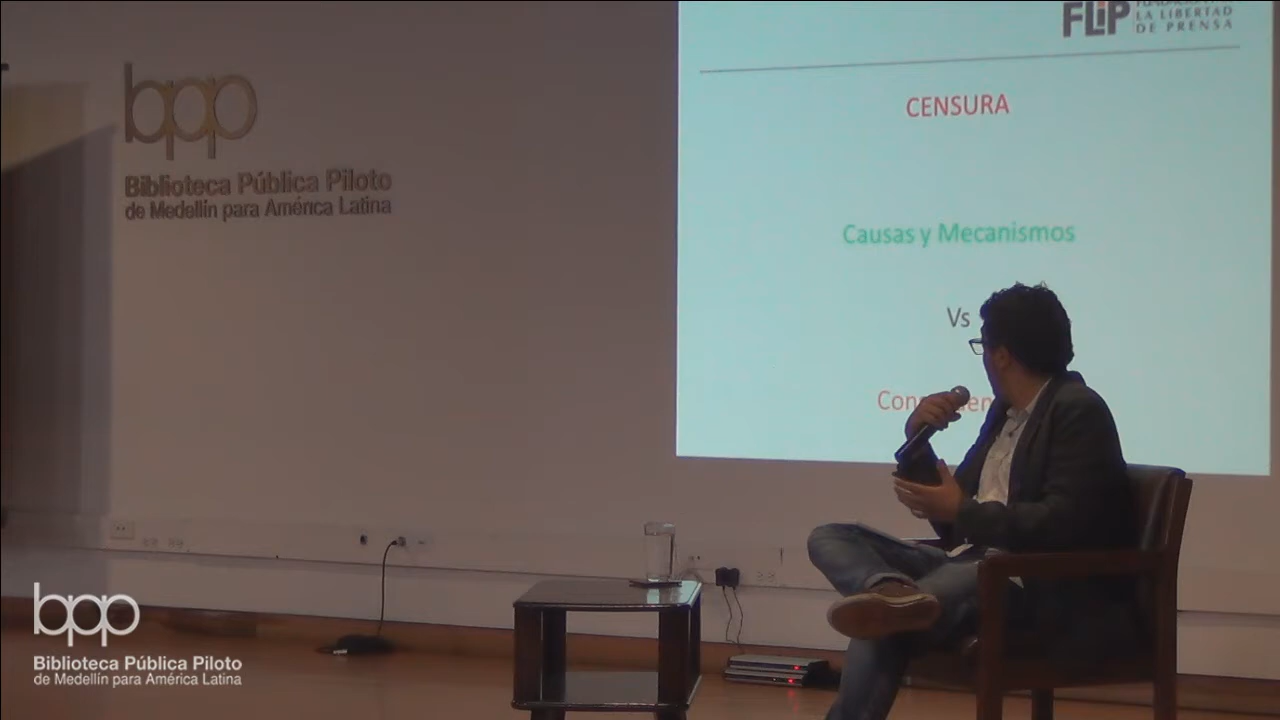 bpp
Biblioteca Pública Piloto
de Medellín para América Latina
FLiP
LA LIBERTAD
DE PRENSA
CENSURA
Causas y Mecanismos
Vs
bpp
Biblioteca Pública Piloto
de Medellín para América Latina